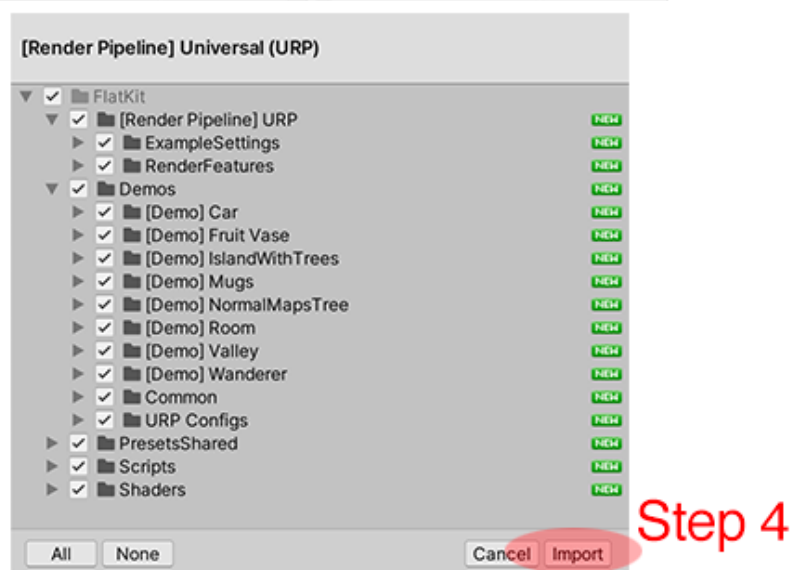 [Render Pipeline] Universal (URP)
FlatKit
[Render Pipeline] URP NEW
ExampleSettings NEW
RenderFeatures NEW
Demos NEW
[Demo] Car NEW
[Demo] Fruit Vase NEW
[Demo] IslandWithTrees NEW
[Demo] Mugs NEW
[Demo] NormalMapsTree NEW
[Demo] Room NEW
[Demo] Valley NEW
[Demo] Wanderer NEW
Common NEW
URP Configs NEW
PresetsShared NEW
Scripts NEW
Shaders NEW
Step 4
All None Cancel Import